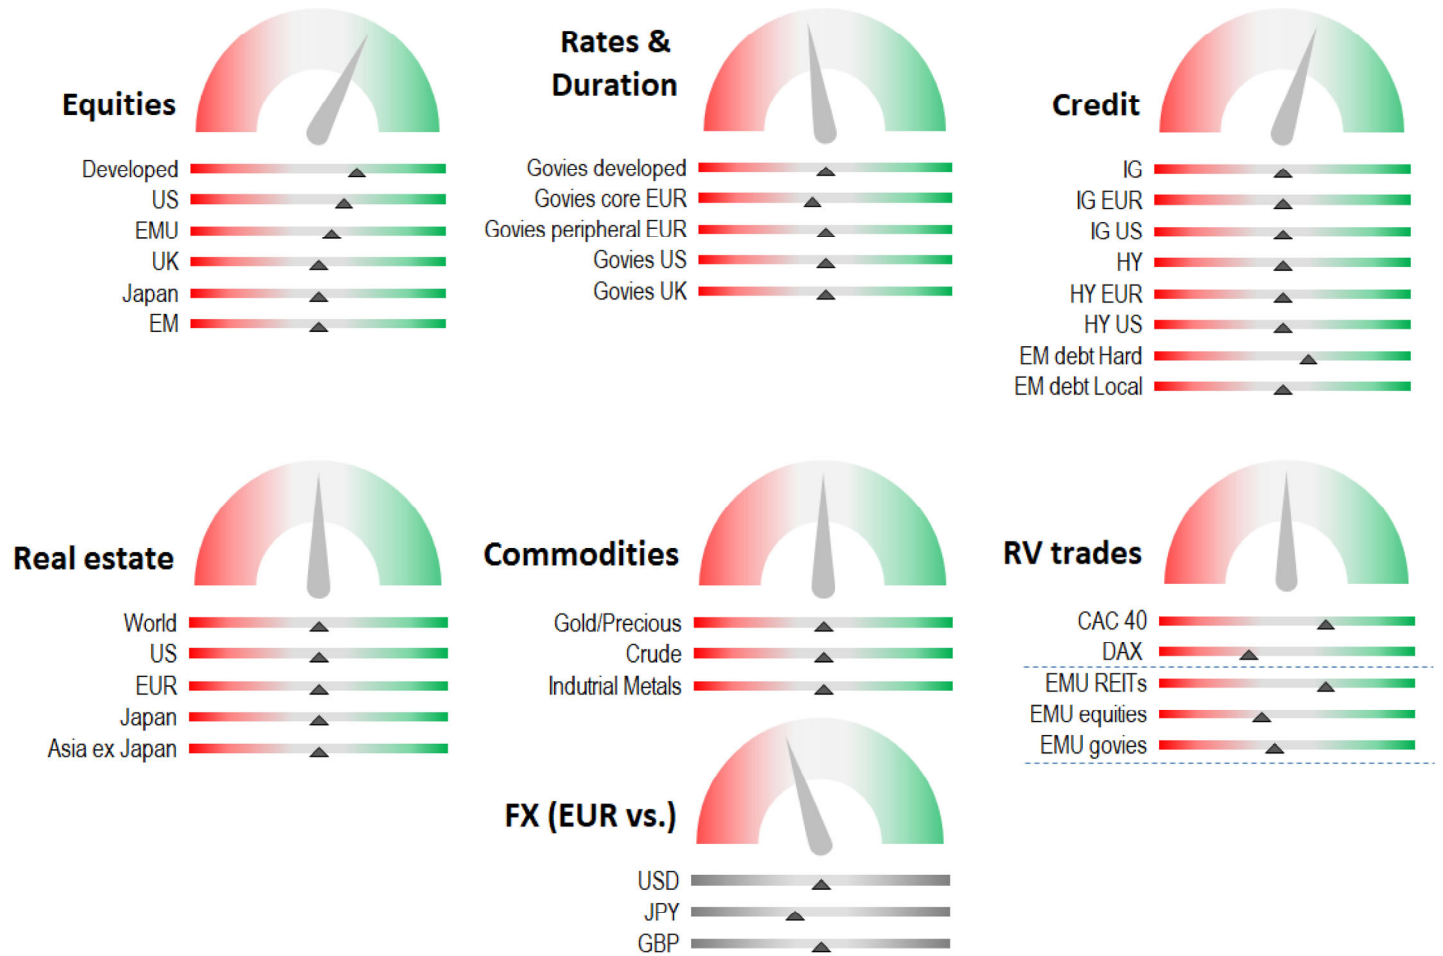 Equities
Developed
US
EMU
UK
Japan
EM
Rates &
Duration
Govies developed
Govies core EUR
Govies peripheral EUR
Govies US
Govies UK
Credit
IG
IG EUR
IG US
HY
HY EUR
HY US
EM debt Hard
EM debt Local
Real estate
World
US
EUR
Japan
Asia ex Japan
Commodities
Gold/Precious
Crude
Indutrial Metals
RV trades
CAC 40
DAX
EMU REITs
EMU equities
EMU govies
FX (EUR vs.)
USD
JPY
GBP